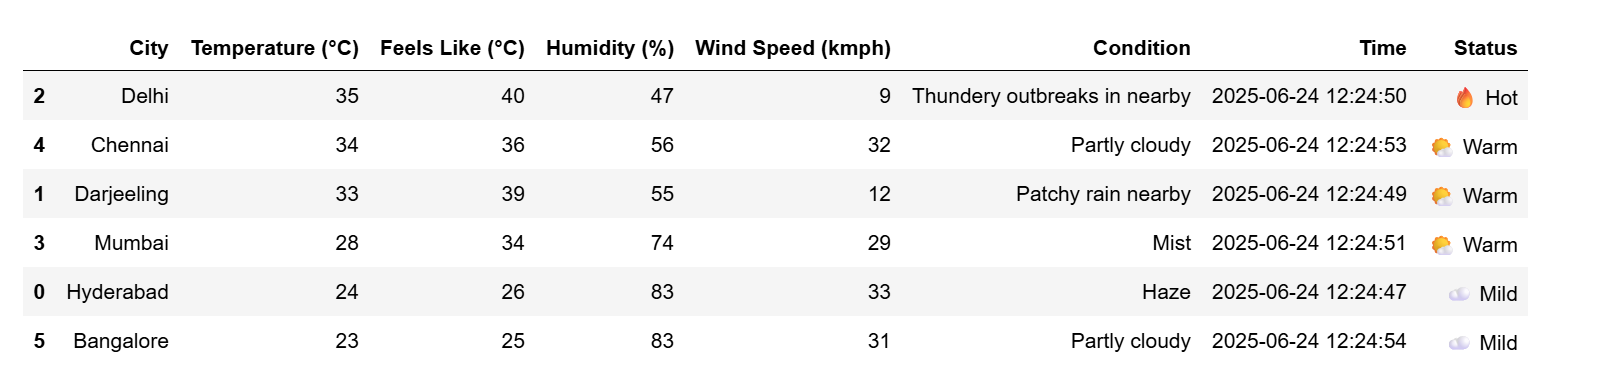 City Temperature (°C) Feels Like (°C) Humidity (%) Wind Speed (kmph) Condition Time Status
2 Delhi 35 40 47 9 Thundery outbreaks in nearby 2025-06-24 12:24:50 🔥 Hot
4 Chennai 34 36 56 32 Partly cloudy 2025-06-24 12:24:53 🌤️ Warm
1 Darjeeling 33 39 55 12 Patchy rain nearby 2025-06-24 12:24:49 🌤️ Warm
3 Mumbai 28 34 74 29 Mist 2025-06-24 12:24:51 🌤️ Warm
0 Hyderabad 24 26 83 33 Haze 2025-06-24 12:24:47 ☁️ Mild
5 Bangalore 23 25 83 31 Partly cloudy 2025-06-24 12:24:54 ☁️ Mild